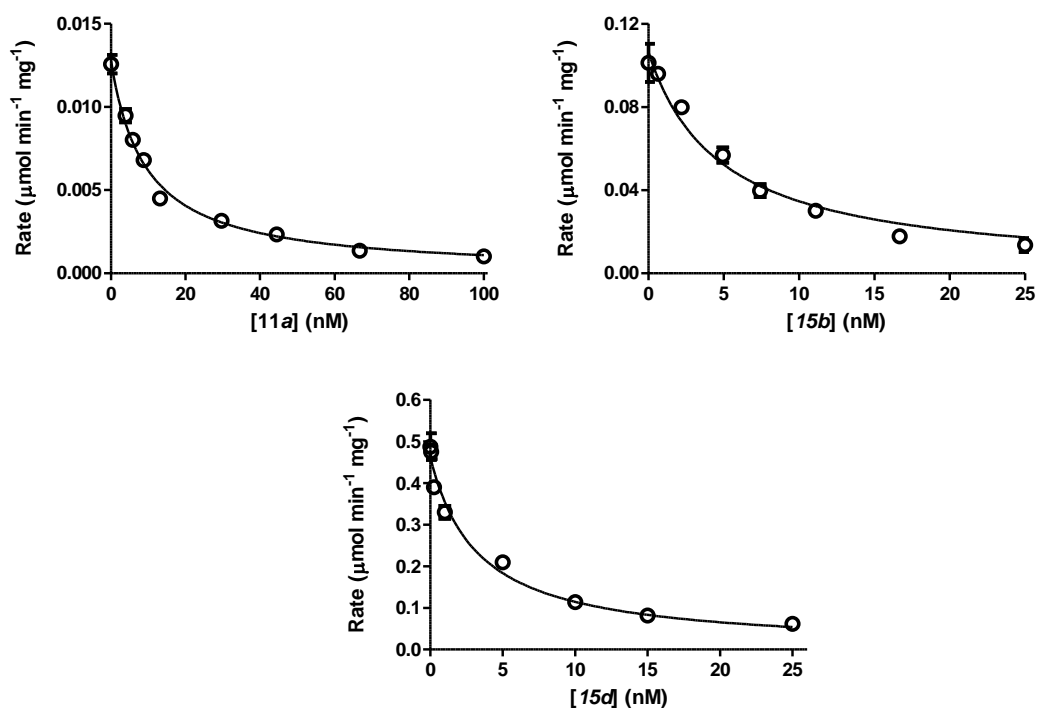 0.015
0.010
0.005
0.000
Rate (µmol min⁻¹ mg⁻¹)
0 20 40 60 80 100
[11a] (nM)
0.12
0.08
0.04
0.00
Rate (µmol min⁻¹ mg⁻¹)
0 5 10 15 20 25
[15b] (nM)
0.6
0.5
0.4
0.3
0.2
0.1
0.0
Rate (µmol min⁻¹ mg⁻¹)
0 5 10 15 20 25
[15d] (nM)